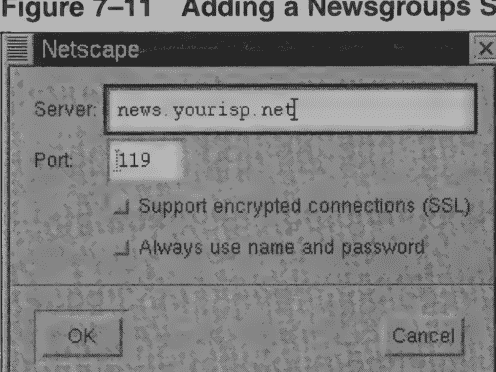 Figure 7–11 Adding a Newsgroups S
Netscape
Server: news.yourisp.net
Port: 119
Support encrypted connections (SSL)
Always use name and password
OK Cancel